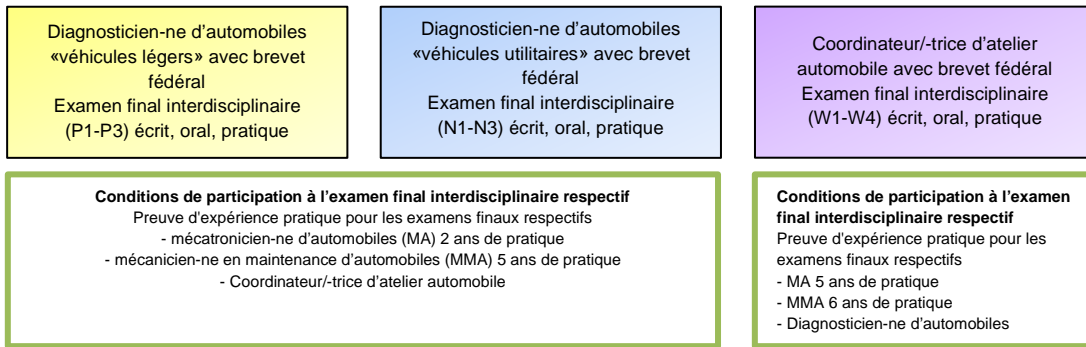 Diagnosticien-ne d'automobiles
«véhicules légers» avec brevet
fédéral
Examen final interdisciplinaire
(P1-P3) écrit, oral, pratique
Diagnosticien-ne d'automobiles
«véhicules utilitaires» avec brevet
fédéral
Examen final interdisciplinaire
(N1-N3) écrit, oral, pratique
Coordinateur/-trice d'atelier
automobile avec brevet fédéral
Examen final interdisciplinaire
(W1-W4) écrit, oral, pratique
Conditions de participation à l'examen final interdisciplinaire respectif
Preuve d'expérience pratique pour les examens finaux respectifs
- mécatronicien-ne d'automobiles (MA) 2 ans de pratique
- mécanicien-ne en maintenance d'automobiles (MMA) 5 ans de pratique
- Coordinateur/-trice d'atelier automobile
Conditions de participation à l'examen
final interdisciplinaire respectif
Preuve d'expérience pratique pour les
examens finaux respectifs
- MA 5 ans de pratique
- MMA 6 ans de pratique
- Diagnosticien-ne d'automobiles